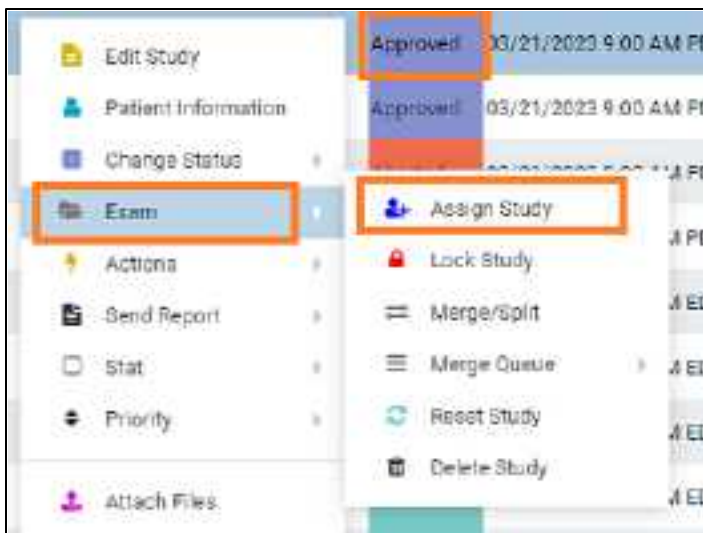 Edit Study
Approved 03/21/2023 9:00 AM
Patient Information
Approved 03/21/2023 9:00 AM
Change Status
Exam
Assign Study
Actions
Lock Study
Send Report
Merge/Split
Stat
Merge Queue
Priority
Reset Study
Delete Study
Attach Files